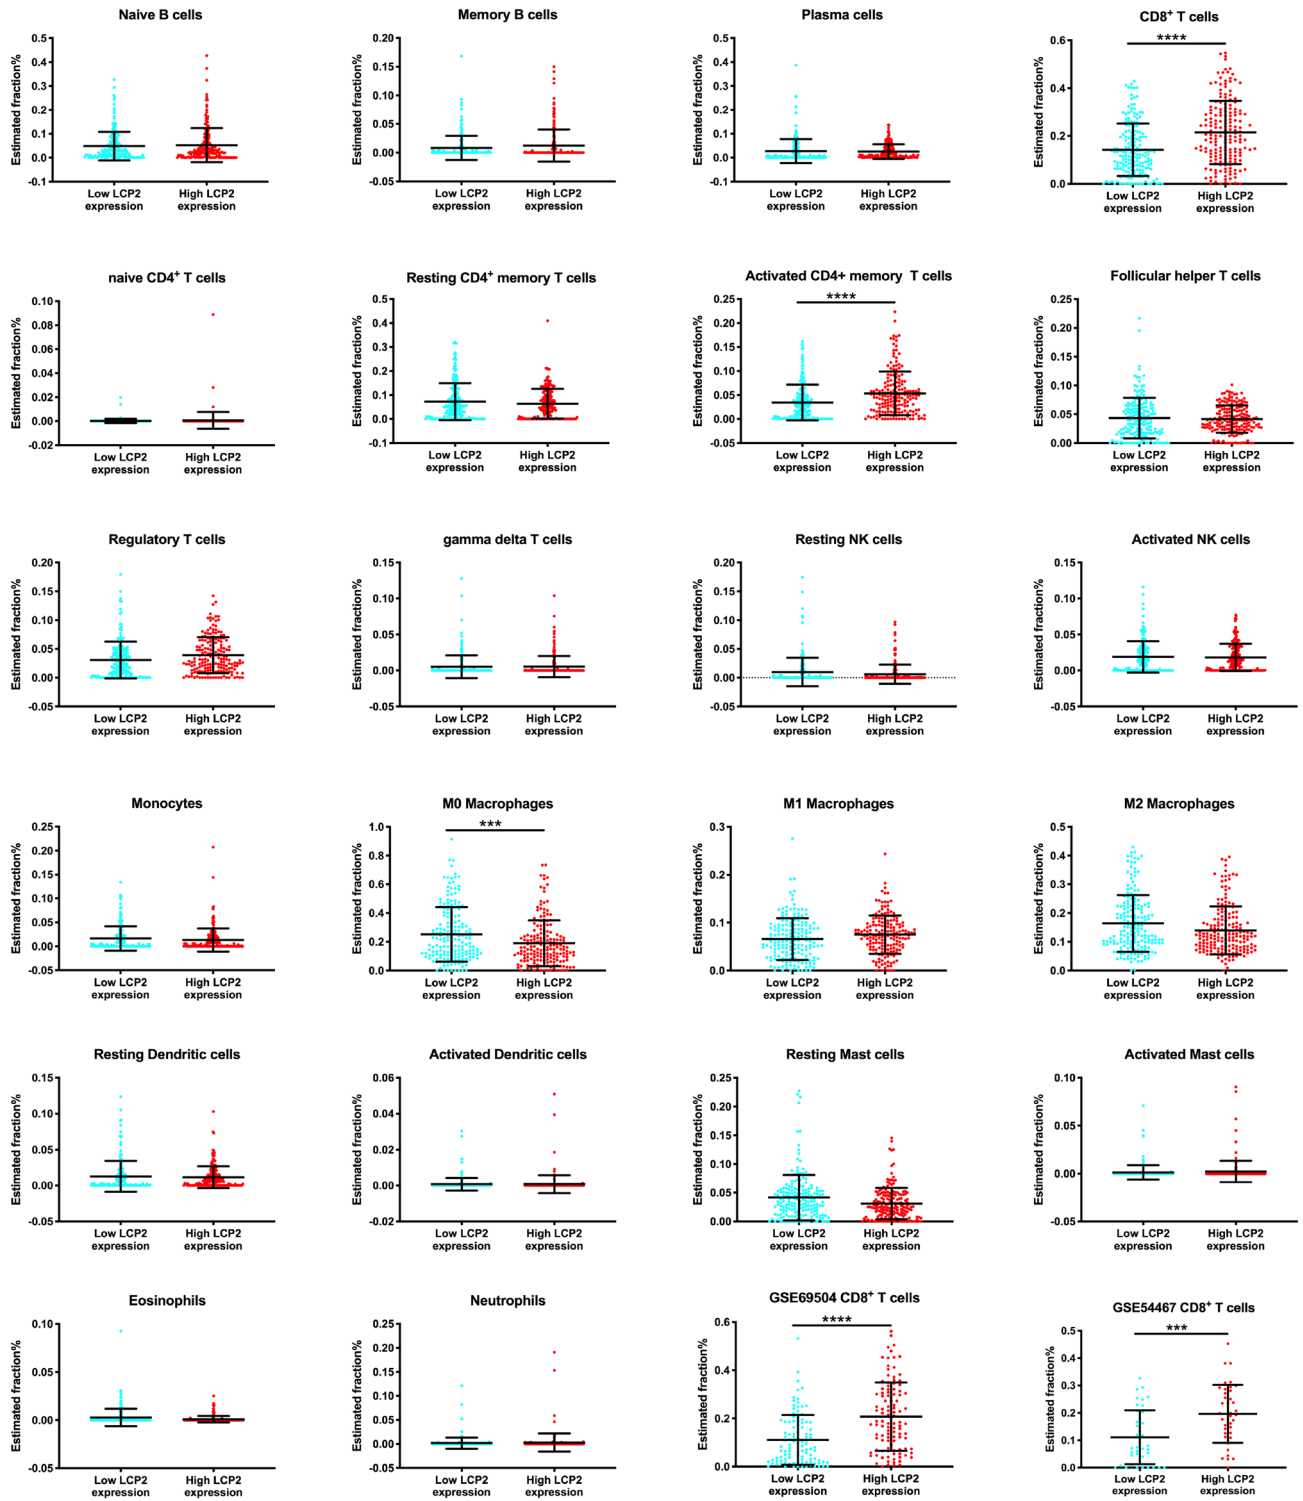 Naive B cells
Estimated fraction%
0.5
0.4
0.3
0.2
0.1
0.0
-0.1
Low LCP2
expression
High LCP2
expression
Memory B cells
Estimated fraction%
0.20
0.15
0.10
0.05
0.00
-0.05
Low LCP2
expression
High LCP2
expression
Plasma cells
Estimated fraction%
0.5
0.4
0.3
0.2
0.1
0.0
-0.1
Low LCP2
expression
High LCP2
expression
CD8+ T cells
****
Estimated fraction%
0.6
0.4
0.2
0.0
Low LCP2
expression
High LCP2
expression
naive CD4+ T cells
Estimated fraction%
0.10
0.08
0.06
0.04
0.02
0.00
-0.02
Low LCP2
expression
High LCP2
expression
Resting CD4+ memory T cells
Estimated fraction%
0.5
0.4
0.3
0.2
0.1
0.0
-0.1
Low LCP2
expression
High LCP2
expression
Activated CD4+ memory T cells
****
Estimated fraction%
0.25
0.20
0.15
0.10
0.05
0.00
-0.05
Low LCP2
expression
High LCP2
expression
Follicular helper T cells
Estimated fraction%
0.25
0.20
0.15
0.10
0.05
0.00
Low LCP2
expression
High LCP2
expression
Regulatory T cells
Estimated fraction%
0.20
0.15
0.10
0.05
0.00
-0.05
Low LCP2
expression
High LCP2
expression
gamma delta T cells
Estimated fraction%
0.15
0.10
0.05
0.00
-0.05
Low LCP2
expression
High LCP2
expression
Resting NK cells
Estimated fraction%
0.20
0.15
0.10
0.05
0.00
-0.05
Low LCP2
expression
High LCP2
expression
Activated NK cells
Estimated fraction%
0.15
0.10
0.05
0.00
-0.05
Low LCP2
expression
High LCP2
expression
Monocytes
Estimated fraction%
0.25
0.20
0.15
0.10
0.05
0.00
-0.05
Low LCP2
expression
High LCP2
expression
M0 Macrophages
***
Estimated fraction%
1.0
0.8
0.6
0.4
0.2
0.0
Low LCP2
expression
High LCP2
expression
M1 Macrophages
Estimated fraction%
0.3
0.2
0.1
0.0
Low LCP2
expression
High LCP2
expression
M2 Macrophages
Estimated fraction%
0.5
0.4
0.3
0.2
0.1
0.0
Low LCP2
expression
High LCP2
expression
Resting Dendritic cells
Estimated fraction%
0.15
0.10
0.05
0.00
-0.05
Low LCP2
expression
High LCP2
expression
Activated Dendritic cells
Estimated fraction%
0.06
0.04
0.02
0.00
-0.02
Low LCP2
expression
High LCP2
expression
Resting Mast cells
Estimated fraction%
0.25
0.20
0.15
0.10
0.05
0.00
Low LCP2
expression
High LCP2
expression
Activated Mast cells
Estimated fraction%
0.10
0.05
0.00
-0.05
Low LCP2
expression
High LCP2
expression
Eosinophils
Estimated fraction%
0.10
0.05
0.00
-0.05
Low LCP2
expression
High LCP2
expression
Neutrophils
Estimated fraction%
0.25
0.20
0.15
0.10
0.05
0.00
-0.05
Low LCP2
expression
High LCP2
expression
GSE69504 CD8+ T cells
****
Estimated fraction%
0.6
0.4
0.2
0.0
Low LCP2
expression
High LCP2
expression
GSE54467 CD8+ T cells
***
Estimated fraction%
0.5
0.4
0.3
0.2
0.1
0.0
Low LCP2
expression
High LCP2
expression